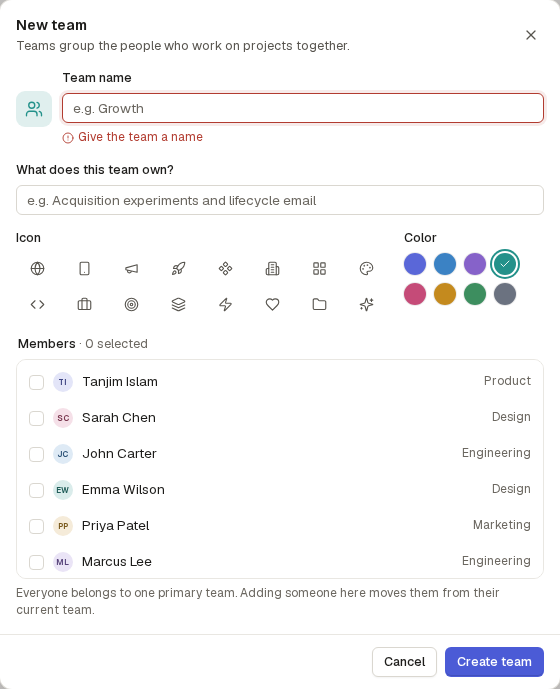 New team
Teams group the people who work on projects together.
Team name
e.g. Growth
Give the team a name
What does this team own?
e.g. Acquisition experiments and lifecycle email
Icon
Color
Members · 0 selected
TI Tanjim Islam Product
SC Sarah Chen Design
JC John Carter Engineering
EW Emma Wilson Design
PP Priya Patel Marketing
ML Marcus Lee Engineering
Everyone belongs to one primary team. Adding someone here moves them from their
current team.
Cancel Create team